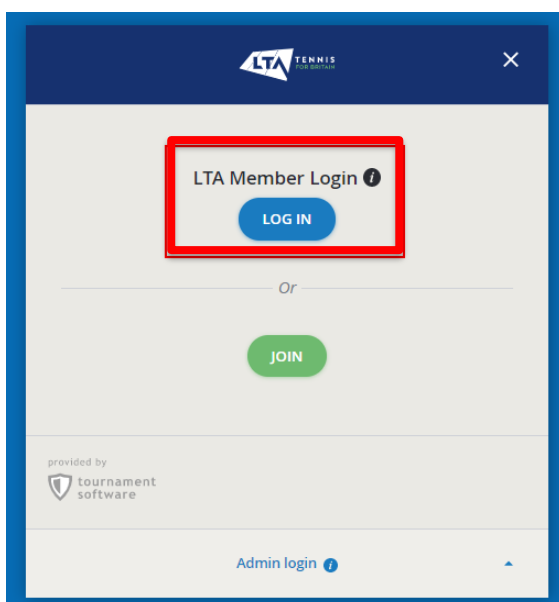 LTA TENNIS
FOR BRITAIN
LTA Member Login
LOG IN
Or
JOIN
provided by
tournament
software
Admin login